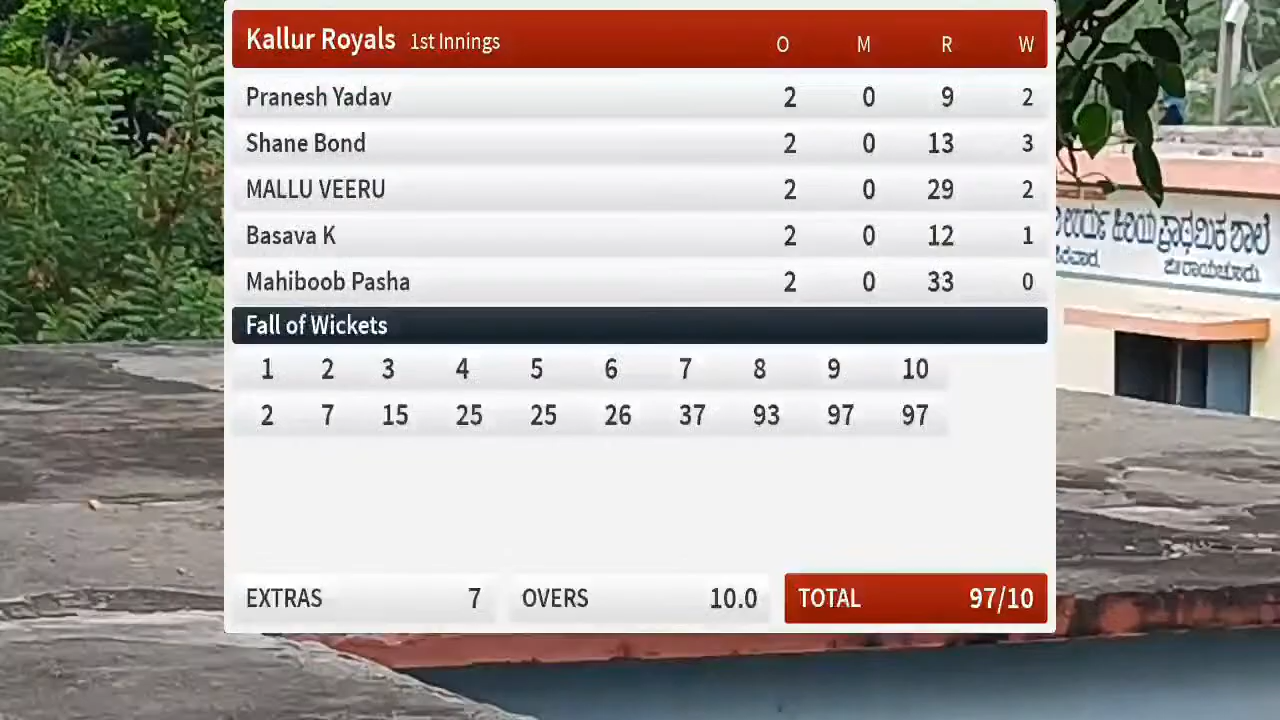 Kallur Royals 1st Innings O M R W
Pranesh Yadav 2 0 9 2
Shane Bond 2 0 13 3
MALLU VEERU 2 0 29 2
Basava K 2 0 12 1
Mahiboob Pasha 2 0 33 0
Fall of Wickets
1 2 3 4 5 6 7 8 9 10
2 7 15 25 25 26 37 93 97 97
EXTRAS 7 OVERS 10.0 TOTAL 97/10
ಉರ್ದು ಹಿರಿಯ ಪ್ರಾಥಮಿಕ ಶಾಲೆ
ಜಿ.ರಾಯಚೂರು.